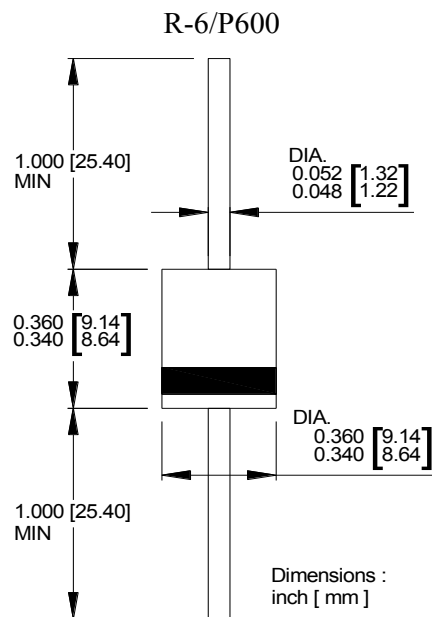 R-6/P600
1.000 [25.40]
MIN
DIA.
0.052 [1.32
0.048 1.22]
0.360 [9.14
0.340 8.64]
DIA.
0.360 [9.14
0.340 8.64]
1.000 [25.40]
MIN
Dimensions :
inch [ mm ]